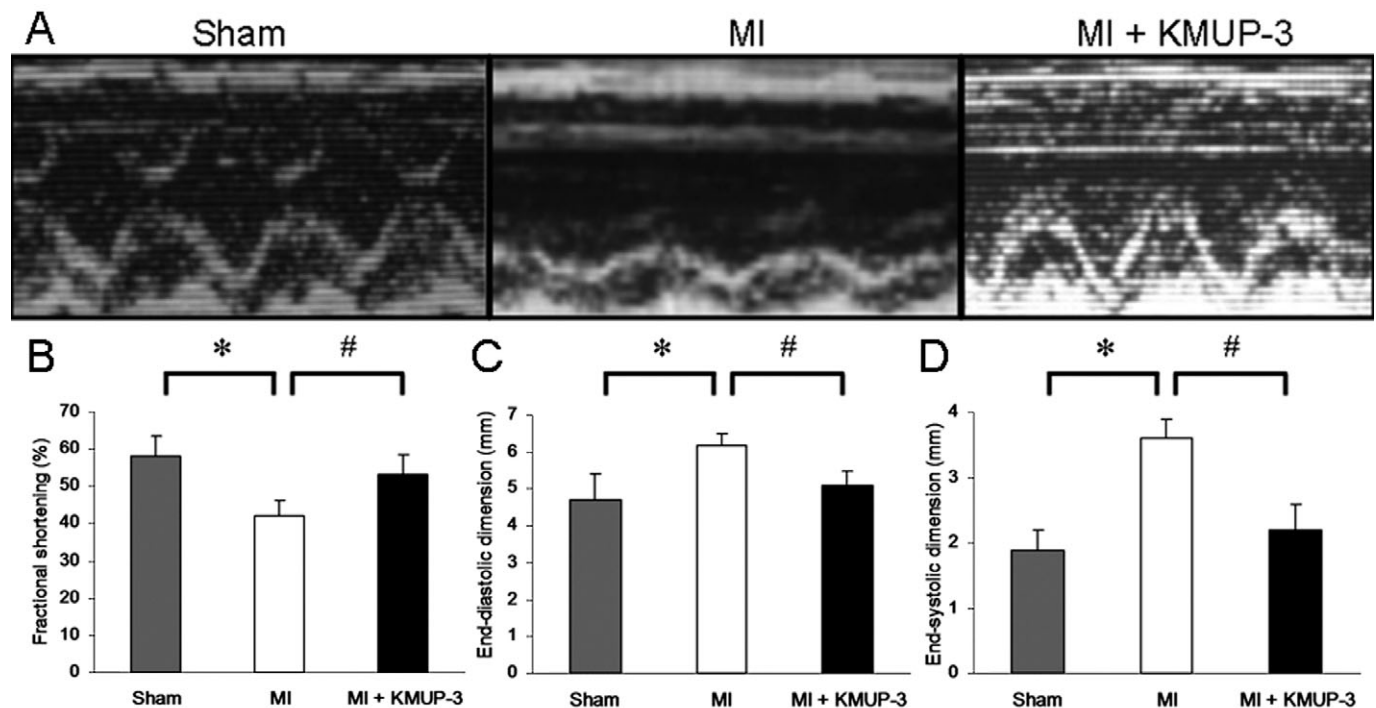 A
Sham
MI
MI + KMUP-3
B
*
#
Fractional shortening (%)
70
60
50
40
30
20
10
0
Sham
MI
MI + KMUP-3
C
*
#
End-diastolic dimension (mm)
7
6
5
4
3
2
1
0
Sham
MI
MI + KMUP-3
D
*
#
End-systolic dimension (mm)
4
3
2
1
0
Sham
MI
MI + KMUP-3